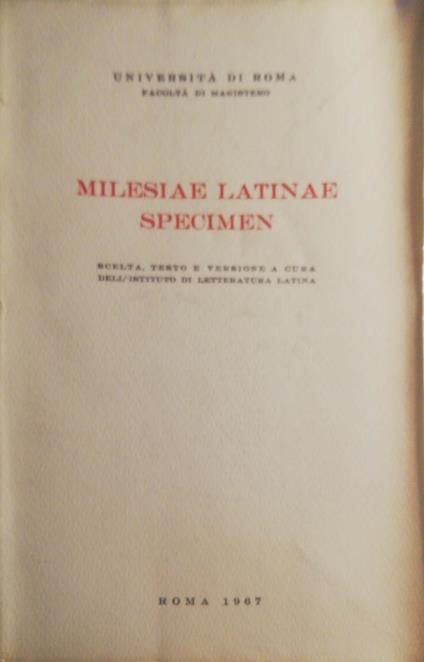 UNIVERSITÀ DI ROMA
FACOLTÀ DI MAGISTERO
MILESIAE LATINAE
SPECIMEN
SCELTA, TESTO E VERSIONE A CURA
DELL'ISTITUTO DI LETTERATURA LATINA
ROMA 1967